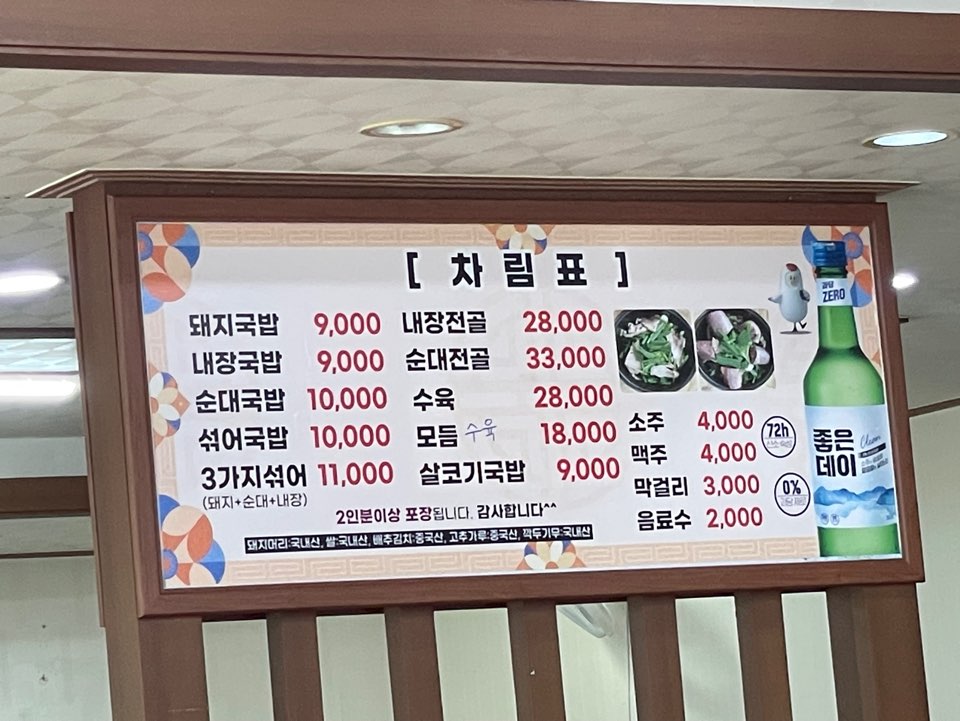 [ 차 림 표 ]
돼지국밥 9,000
내장국밥 9,000
순대국밥 10,000
섞어국밥 10,000
3가지섞어 11,000
(돼지+순대+내장)
내장전골 28,000
순대전골 33,000
수육 28,000
모듬 수육 18,000
살코기국밥 9,000
2인분이상 포장됩니다. 감사합니다^^
돼지머리:국내산, 쌀:국내산, 배추김치:중국산, 고추가루:중국산, 깍두기무:국내산
소주 4,000
맥주 4,000
막걸리 3,000
음료수 2,000
72h
0%
ZERO
좋은
데이